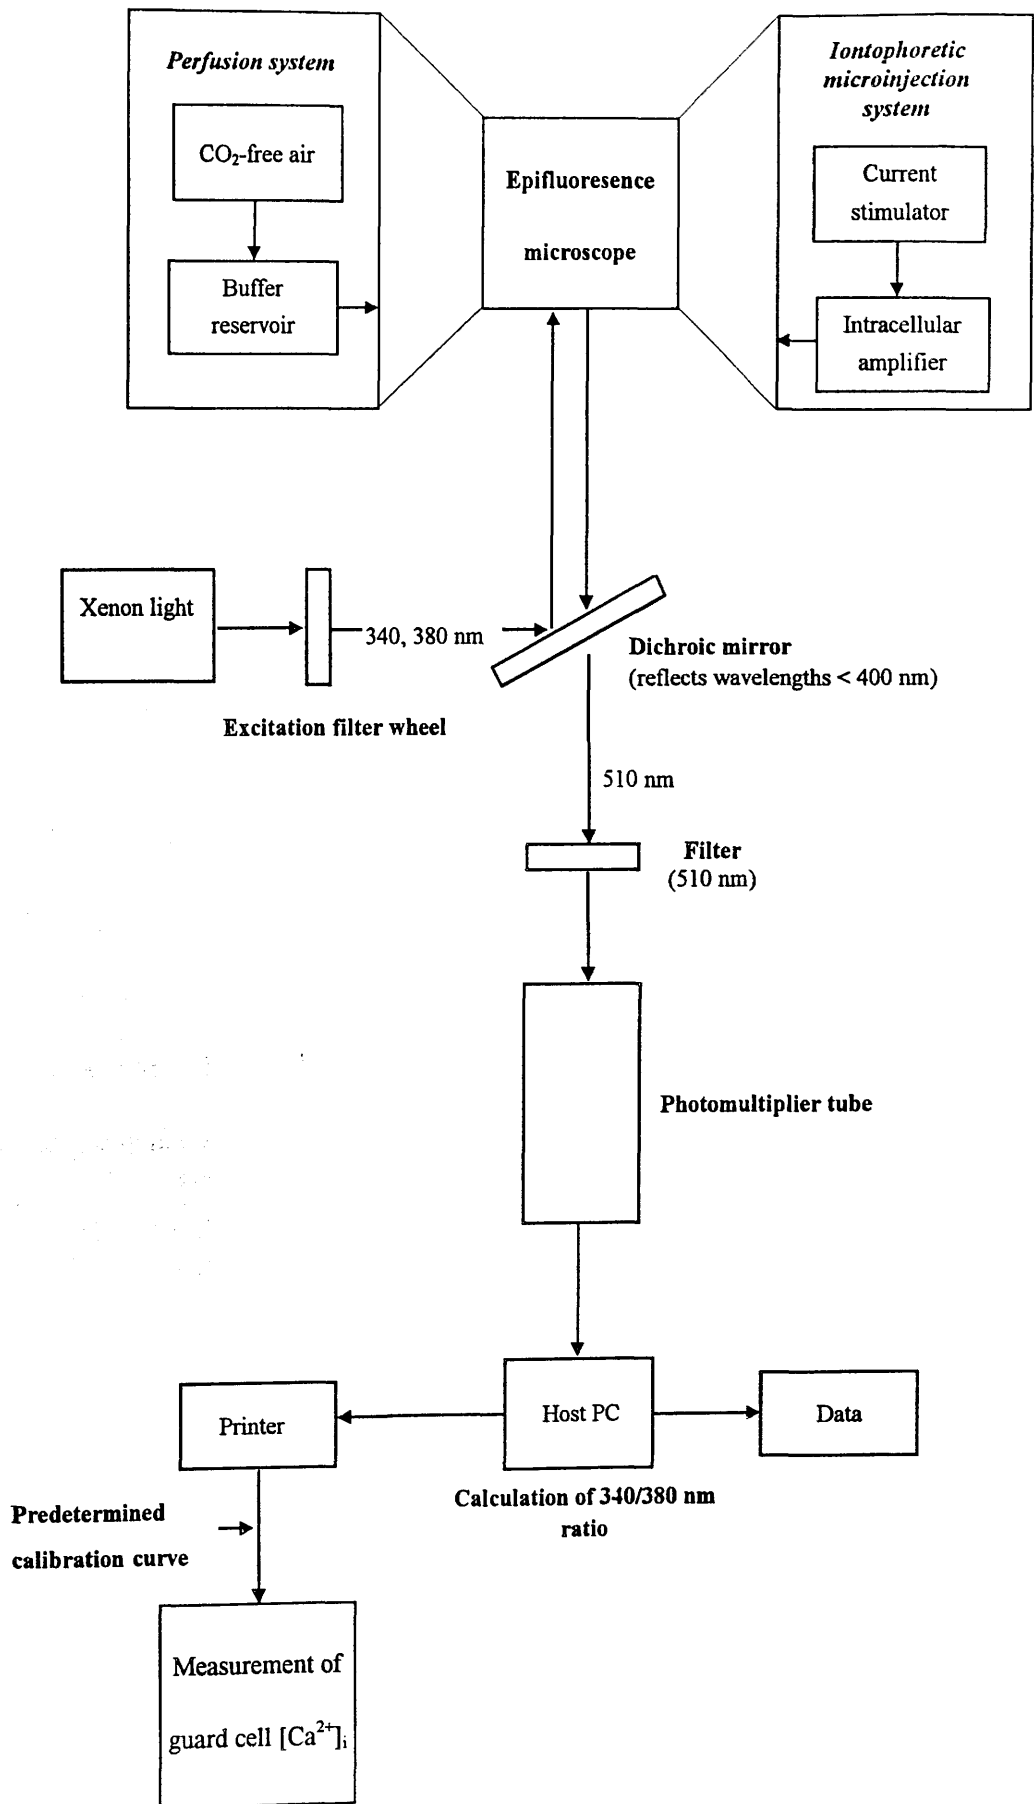 Perfusion system
CO₂-free air
Buffer
reservoir
Epifluoresence
microscope
Iontophoretic
microinjection
system
Current
stimulator
Intracellular
amplifier
Xenon light
340, 380 nm
Excitation filter wheel
Dichroic mirror
(reflects wavelengths < 400 nm)
510 nm
Filter
(510 nm)
Photomultiplier tube
Printer
Host PC
Data
Calculation of 340/380 nm
ratio
Predetermined
calibration curve
Measurement of
guard cell [Ca²⁺]ᵢ